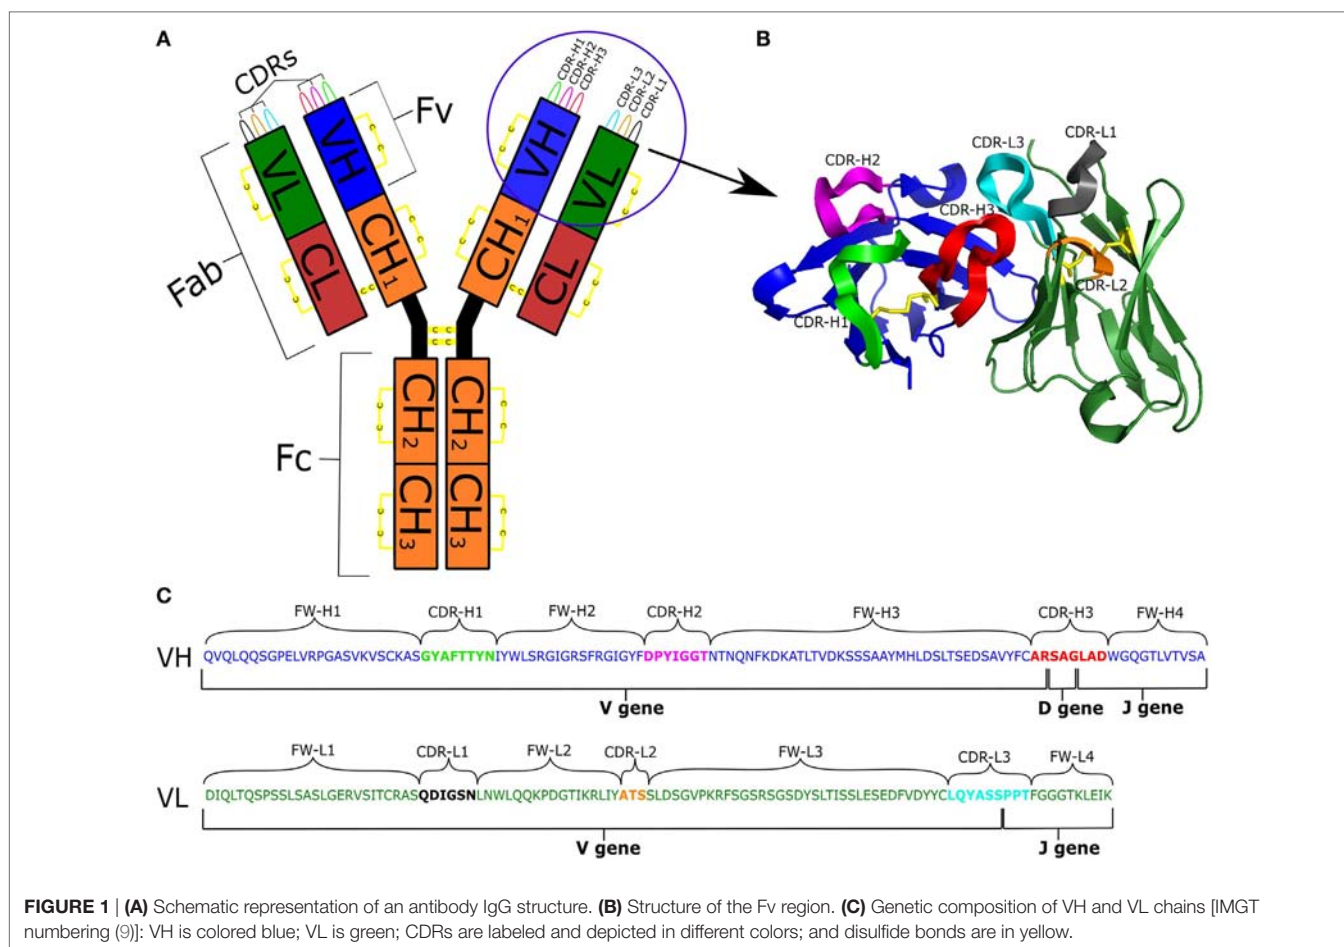 A
B
CDRs
Fv
Fab
Fc
VH
VL
CH1
CL
CDR-H1
CDR-H2
CDR-H3
CDR-L3
CDR-L2
CDR-L1
VH
VL
CH1
CL
CH2
CH2
CH3
CH3
c c
c c
CDR-H2
CDR-L3
CDR-L1
CDR-H3
CDR-L2
CDR-H1
C
FW-H1 CDR-H1 FW-H2 CDR-H2 FW-H3 CDR-H3 FW-H4
VH QVQLQQSGPELVRPGASVKVSCKASGYAFTTYNIYWLSRGIGRSFRGIGYFDPYIGGTNTNQNFKDKATLTVDKSSSAAYMHLDSLTSEDSAVYFCARSAGLADWGQGTLVTVSA
V gene D gene J gene
FW-L1 CDR-L1 FW-L2 CDR-L2 FW-L3 CDR-L3 FW-L4
VL DIQLTQSPSSLSASLGERVSITCRASQDIGSNLNWLQQKPDGTIKRLIYATSSLDSGVPKRFSGSRSGSDYSLTISSLESEDFVDYYCLQYASSPPTFGGGTKLEIK
V gene J gene
FIGURE 1 | (A) Schematic representation of an antibody IgG structure. (B) Structure of the Fv region. (C) Genetic composition of VH and VL chains [IMGT
numbering (9)]: VH is colored blue; VL is green; CDRs are labeled and depicted in different colors; and disulfide bonds are in yellow.